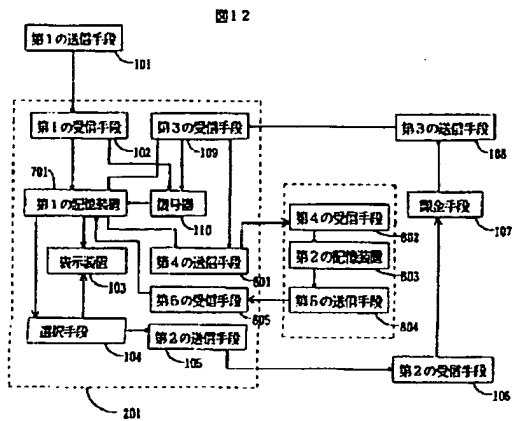 図12
第1の送信手段
101
第1の受信手段
102
第3の受信手段
109
第3の送信手段
108
701
第1の記憶装置
復号器
110
課金手段
107
第4の受信手段
802
第2の記憶装置
803
表示装置
103
第4の送信手段
801
第5の受信手段
805
第5の送信手段
804
選択手段
104
第2の送信手段
105
第2の受信手段
106
201